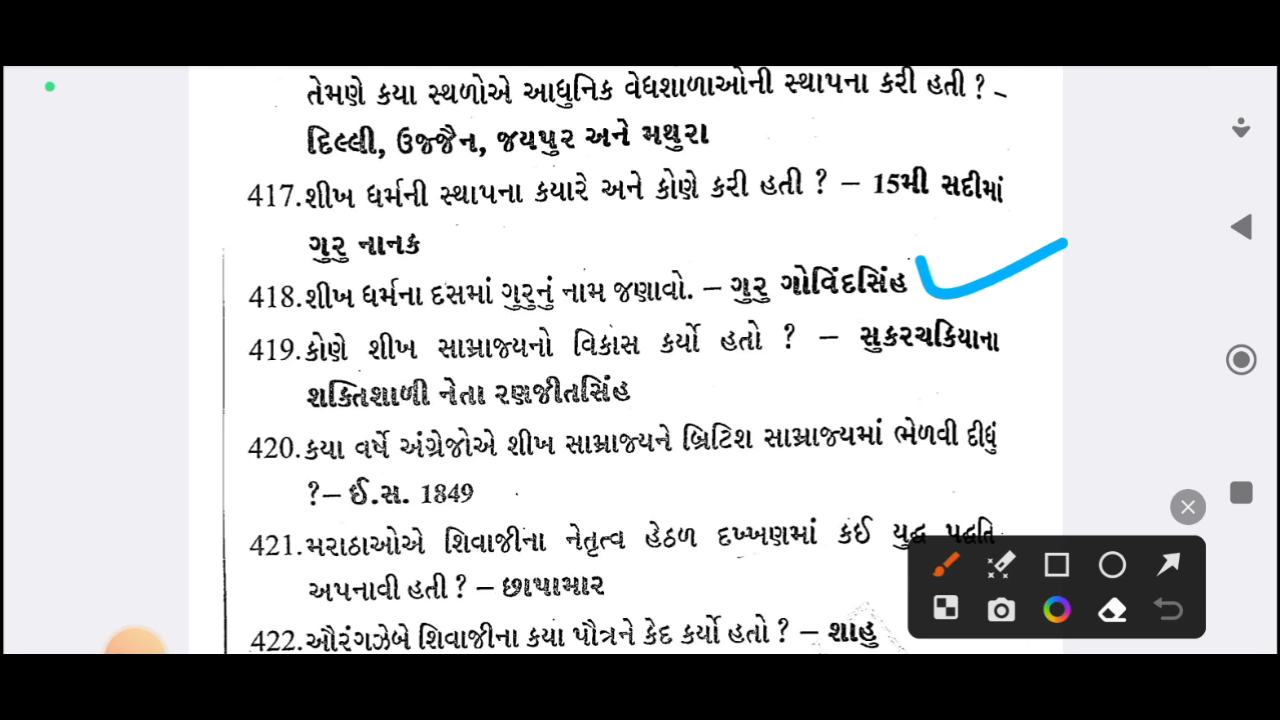 તેમણે કયા સ્થળોએ આધુનિક વેધશાળાઓની સ્થાપના કરી હતી ? –
દિલ્લી, ઉજ્જૈન, જયપુર અને મથુરા
417. શીખ ધર્મની સ્થાપના કયારે અને કોણે કરી હતી ? – 15મી સદીમાં
ગુરુ નાનક
418. શીખ ધર્મના દસમાં ગુરુનું નામ જણાવો. – ગુરુ ગોવિંદસિંહ
419. કોણે શીખ સામ્રાજ્યનો વિકાસ કર્યો હતો ? – સુકરચકિયાના
શક્તિશાળી નેતા રણજીતસિંહ
420. કયા વર્ષે અંગ્રેજોએ શીખ સામ્રાજ્યને બ્રિટિશ સામ્રાજ્યમાં ભેળવી દીધું
?– ઈ.સ. 1849
421. મરાઠાઓએ શિવાજીના નેતૃત્વ હેઠળ દખ્ખણમાં કઈ યુદ્ધ પદ્ધતિ
અપનાવી હતી ? – છાપામાર
422. ઔરંગઝેબે શિવાજીના કયા પૌત્રને કેદ કર્યો હતો ? – શાહુ